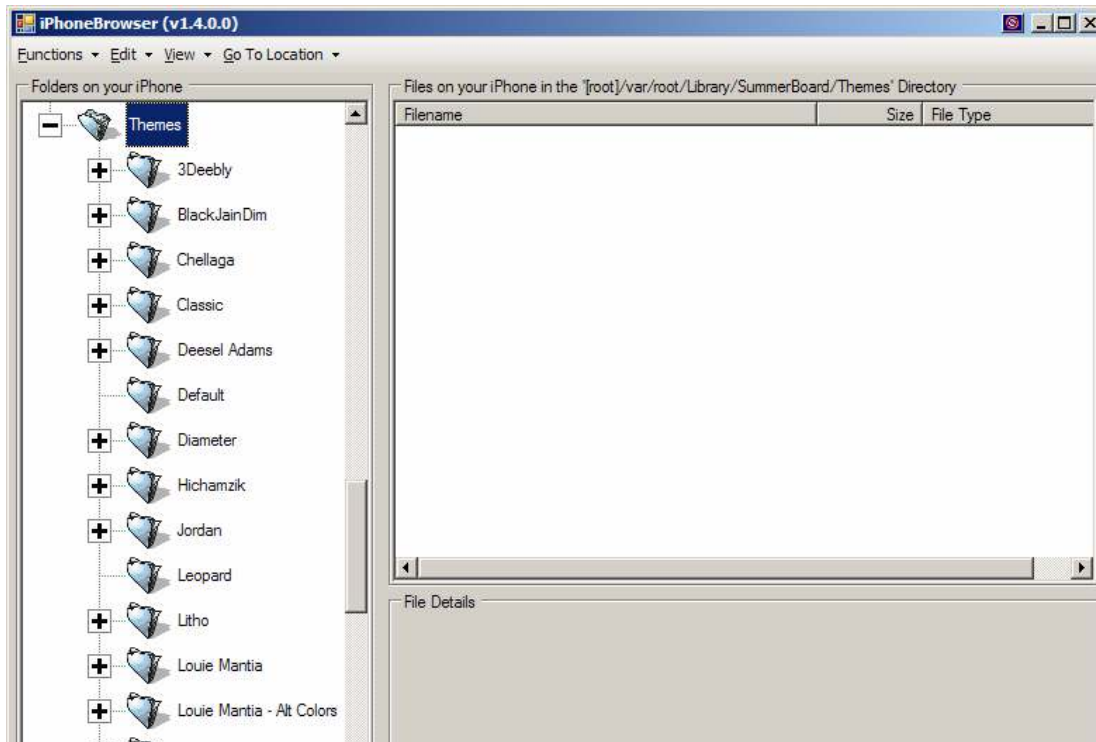 iPhoneBrowser (v1.4.0.0)
Functions Edit View Go To Location
Folders on your iPhone
Themes
3Deebly
BlackJainDim
Chellaga
Classic
Deesel Adams
Default
Diameter
Hichamzik
Jordan
Leopard
Litho
Louie Mantia
Louie Mantia - Alt Colors
Files on your iPhone in the '[root]/var/root/Library/SummerBoard/Themes' Directory
Filename Size File Type
File Details